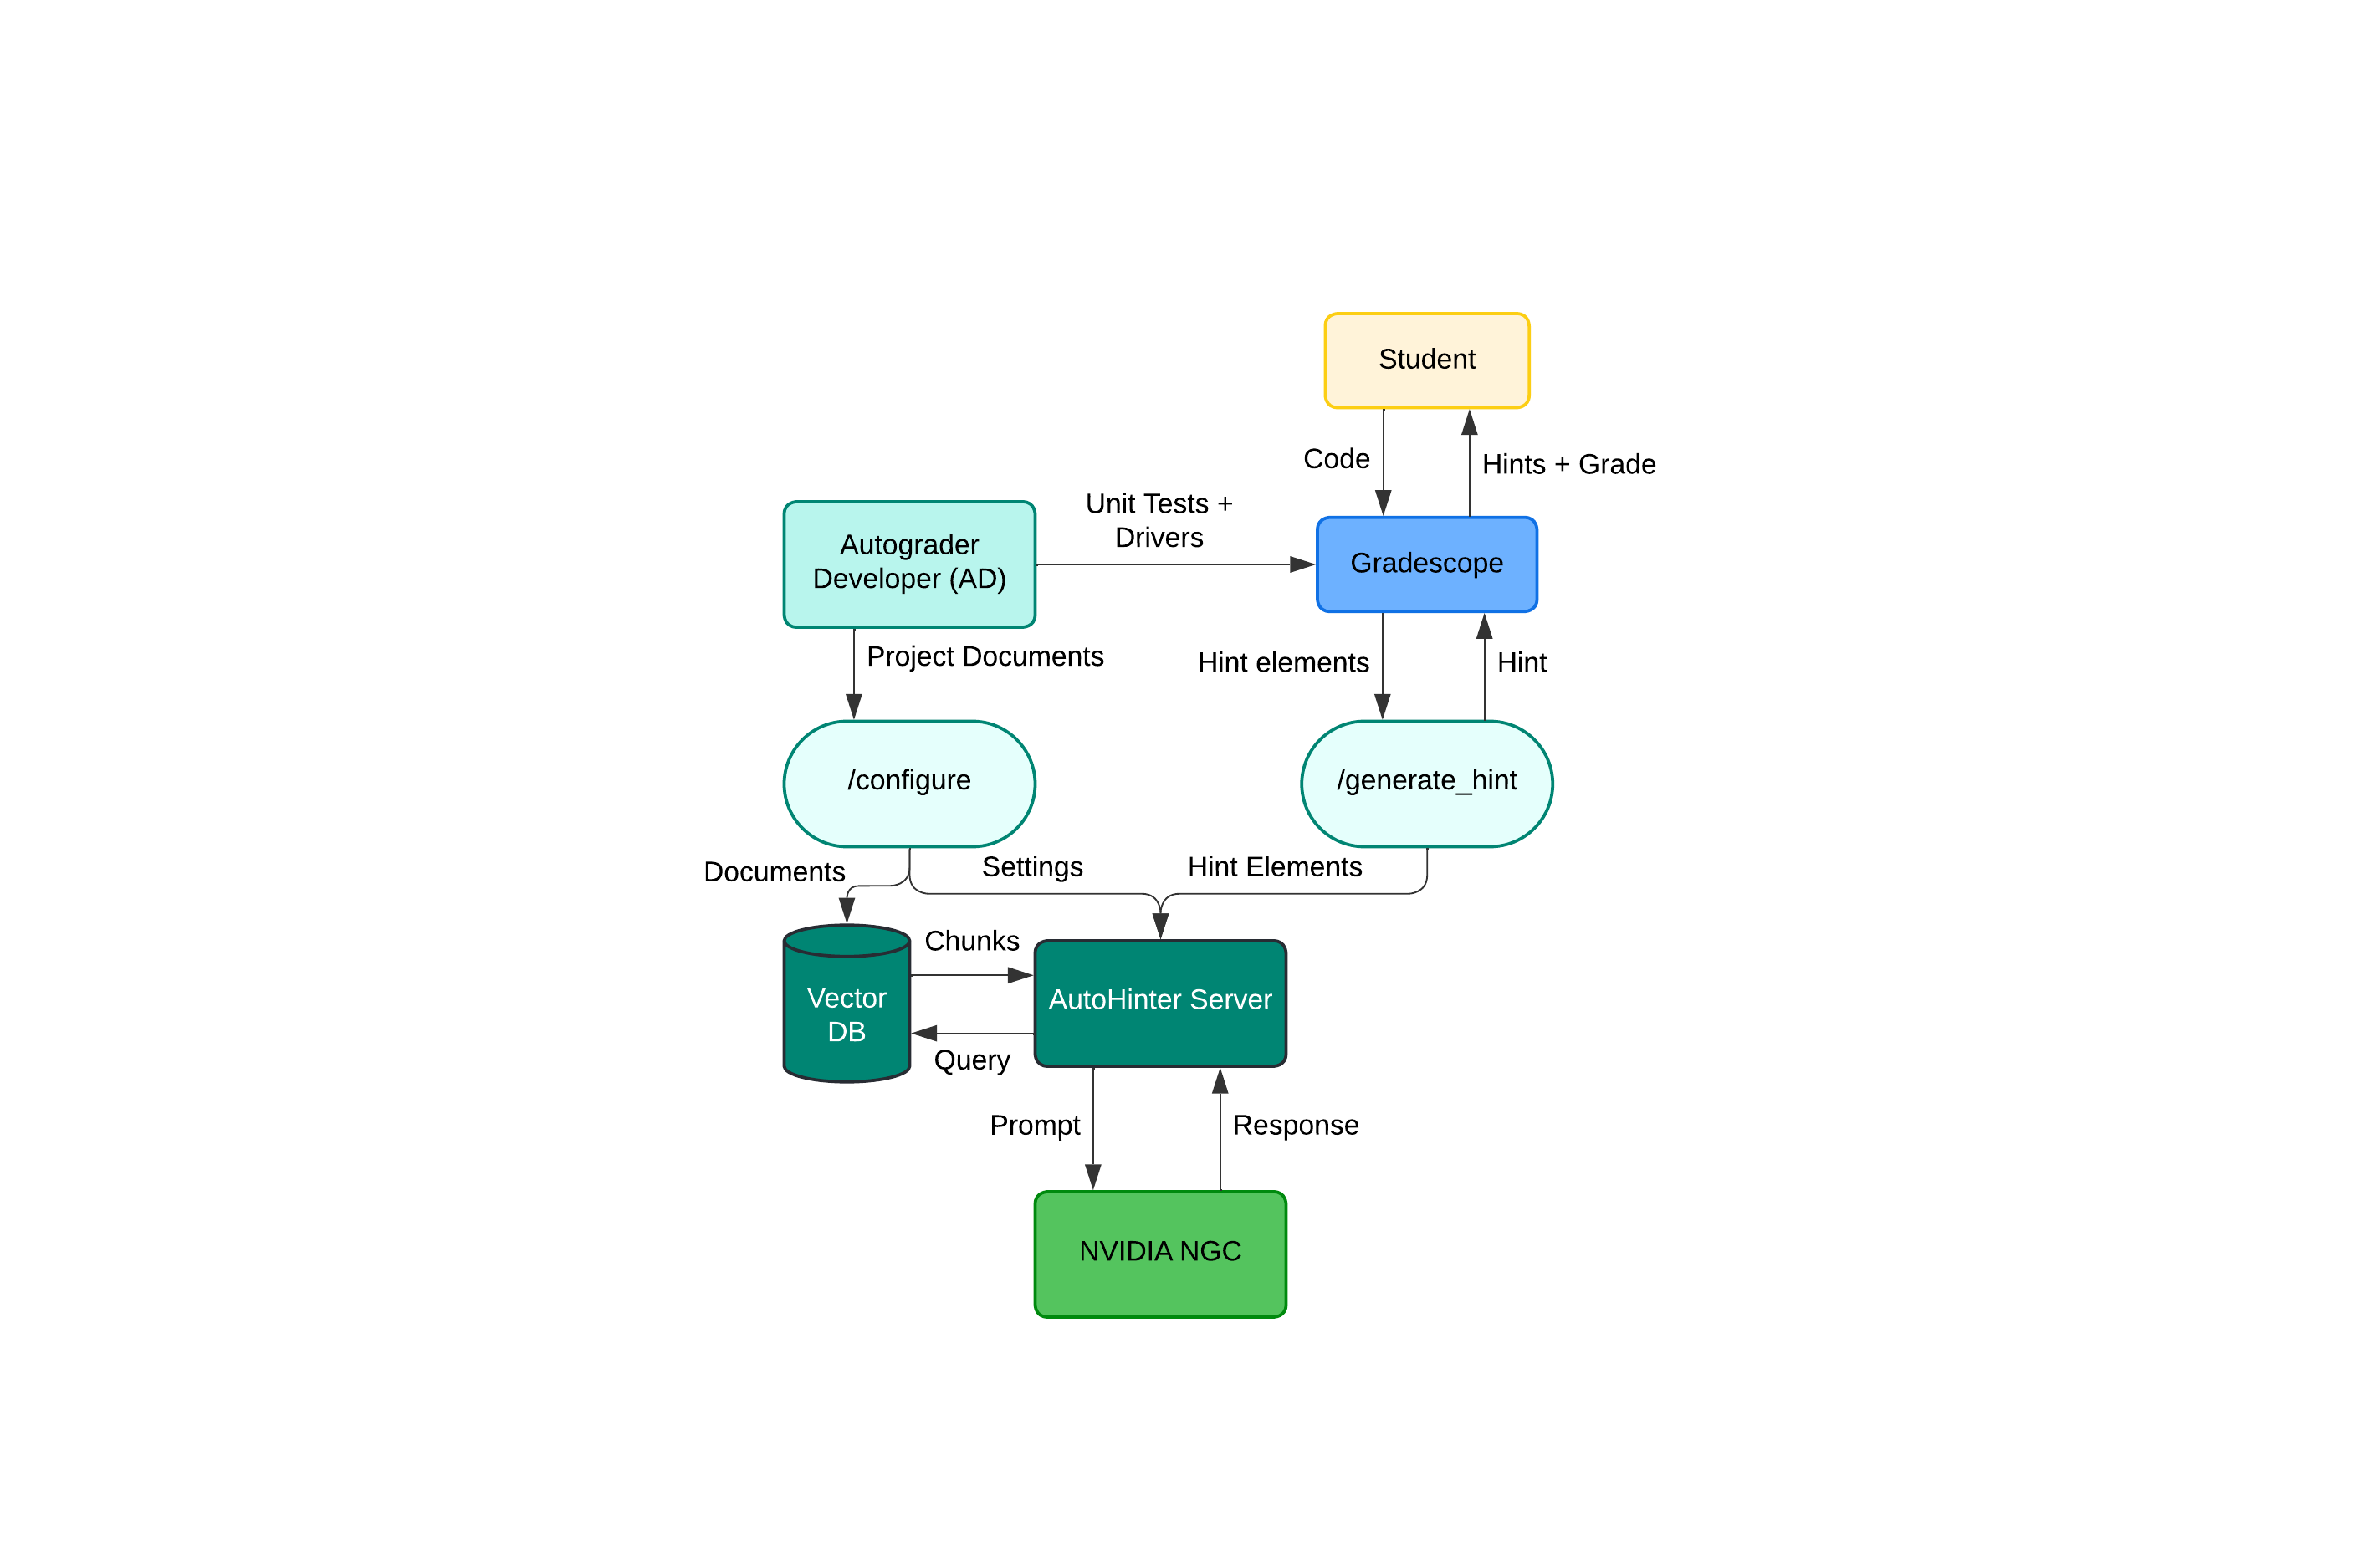 Student
Code
Hints + Grade
Unit Tests +
Drivers
Autograder
Developer (AD)
Gradescope
Project Documents
Hint elements
Hint
/configure
/generate_hint
Documents
Settings
Hint Elements
Chunks
Vector
DB
AutoHinter Server
Query
Prompt
Response
NVIDIA NGC